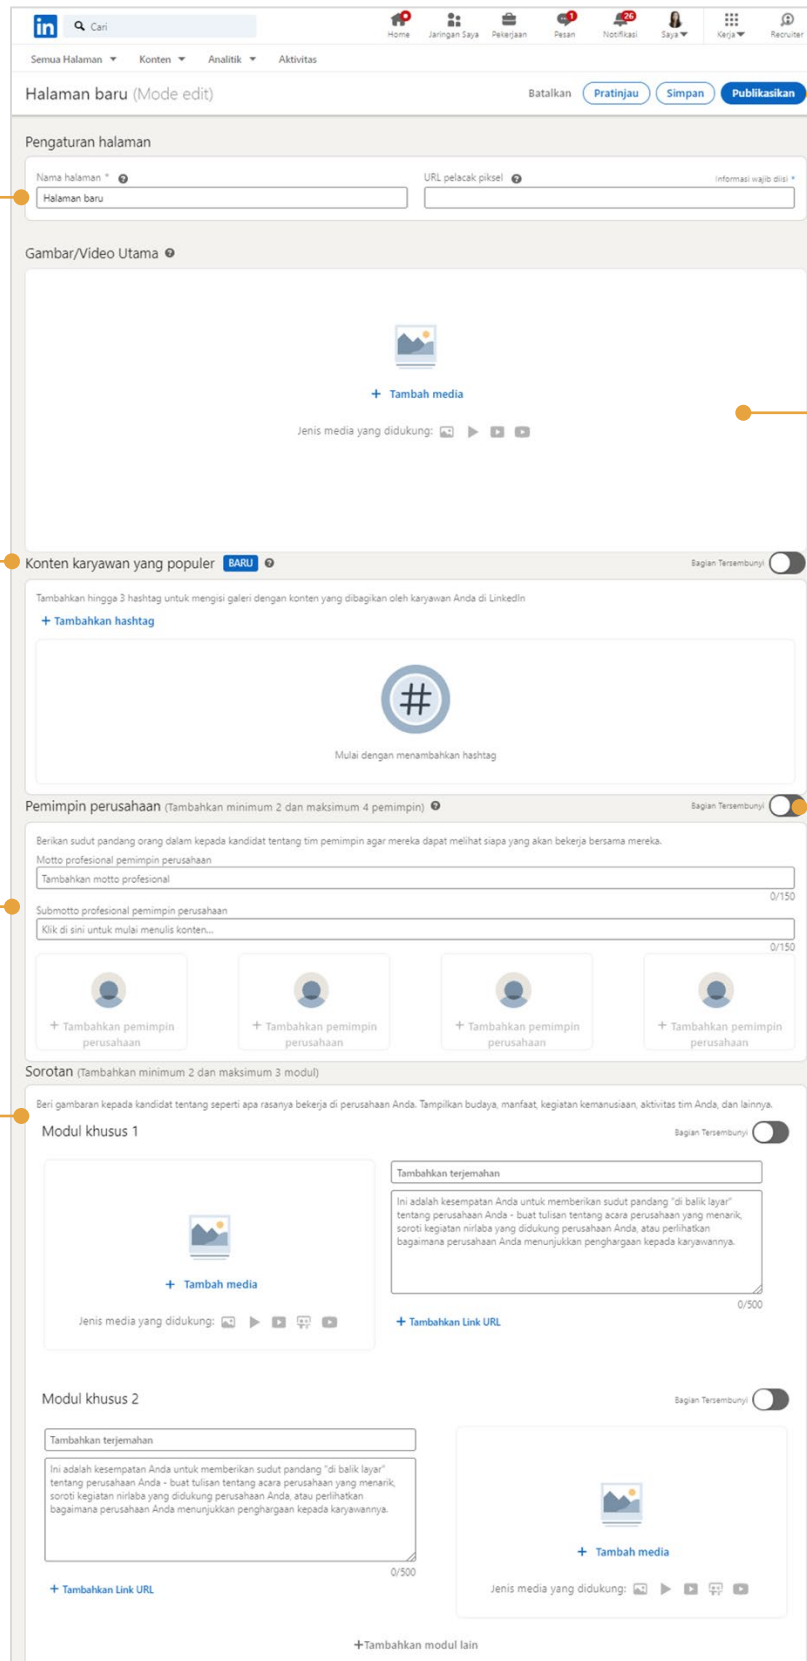 in
Cari
Home
Jaringan Saya
Pekerjaan
Pesan
26
Notifikasi
Saya
Kerja
Recruiter
Semua Halaman
Konten
Analitik
Aktivitas
Halaman baru (Mode edit)
Batalkan
Pratinjau
Simpan
Publikasikan
Pengaturan halaman
Nama halaman *
Halaman baru
URL pelacak piksel
Informasi wajib diisi *
Gambar/Video Utama
+ Tambah media
Jenis media yang didukung:
Konten karyawan yang populer BARU
Bagian Tersembunyi
Tambahkan hingga 3 hashtag untuk mengisi galeri dengan konten yang dibagikan oleh karyawan Anda di LinkedIn
+ Tambahkan hashtag
#
Mulai dengan menambahkan hashtag
Pemimpin perusahaan (Tambahkan minimum 2 dan maksimum 4 pemimpin)
Bagian Tersembunyi
Berikan sudut pandang orang dalam kepada kandidat tentang tim pemimpin agar mereka dapat melihat siapa yang akan bekerja bersama mereka.
Motto profesional pemimpin perusahaan
Tambahkan motto profesional
0/150
Submotto profesional pemimpin perusahaan
Klik di sini untuk mulai menulis konten...
0/150
+ Tambahkan pemimpin
perusahaan
+ Tambahkan pemimpin
perusahaan
+ Tambahkan pemimpin
perusahaan
+ Tambahkan pemimpin
perusahaan
Sorotan (Tambahkan minimum 2 dan maksimum 3 modul)
Beri gambaran kepada kandidat tentang seperti apa rasanya bekerja di perusahaan Anda. Tampilkan budaya, manfaat, kegiatan kemanusiaan, aktivitas tim Anda, dan lainnya.
Modul khusus 1
Bagian Tersembunyi
+ Tambah media
Jenis media yang didukung:
Tambahkan terjemahan
Ini adalah kesempatan Anda untuk memberikan sudut pandang "di balik layar"
tentang perusahaan Anda - buat tulisan tentang acara perusahaan yang menarik,
soroti kegiatan nirlaba yang didukung perusahaan Anda, atau perlihatkan
bagaimana perusahaan Anda menunjukkan penghargaan kepada karyawannya.
0/500
+ Tambahkan Link URL
Modul khusus 2
Bagian Tersembunyi
Tambahkan terjemahan
Ini adalah kesempatan Anda untuk memberikan sudut pandang "di balik layar"
tentang perusahaan Anda - buat tulisan tentang acara perusahaan yang menarik,
soroti kegiatan nirlaba yang didukung perusahaan Anda, atau perlihatkan
bagaimana perusahaan Anda menunjukkan penghargaan kepada karyawannya.
0/500
+ Tambahkan Link URL
+ Tambah media
Jenis media yang didukung:
+Tambahkan modul lain